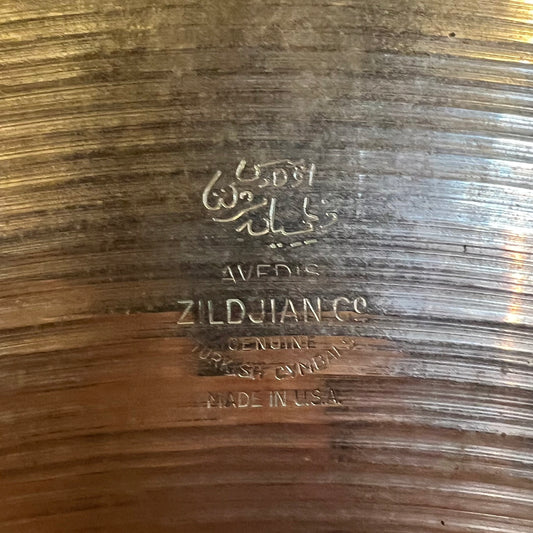 AVEDIS
ZILDJIAN CO
GENUINE
TURKISH CYMBALS
MADE IN U.S.A.